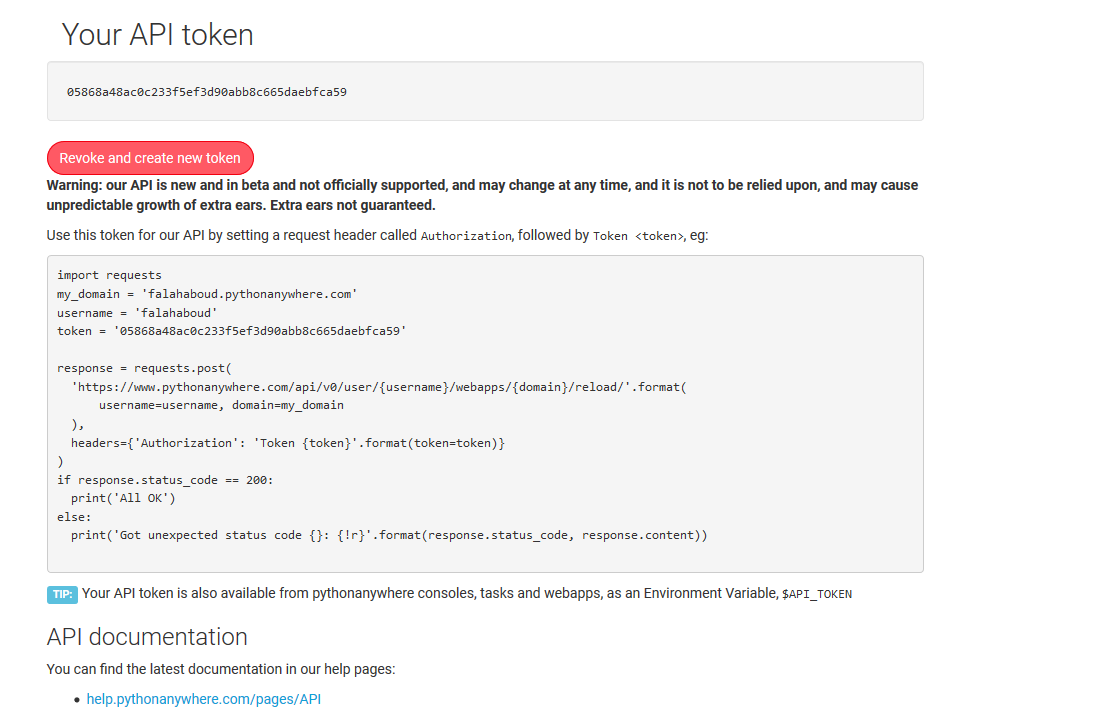 Your API token
05868a48ac0c233f5ef3d90abb8c665daebfca59
Revoke and create new token
Warning: our API is new and in beta and not officially supported, and may change at any time, and it is not to be relied upon, and may cause
unpredictable growth of extra ears. Extra ears not guaranteed.
Use this token for our API by setting a request header called Authorization, followed by Token <token>, eg:
import requests
my_domain = 'falahaboud.pythonanywhere.com'
username = 'falahaboud'
token = '05868a48ac0c233f5ef3d90abb8c665daebfca59'
response = requests.post(
  'https://www.pythonanywhere.com/api/v0/user/{username}/webapps/{domain}/reload/'.format(
      username=username, domain=my_domain
  ),
  headers={'Authorization': 'Token {token}'.format(token=token)}
)
if response.status_code == 200:
  print('All OK')
else:
  print('Got unexpected status code {}: {!r}'.format(response.status_code, response.content))
TIP: Your API token is also available from pythonanywhere consoles, tasks and webapps, as an Environment Variable, $API_TOKEN
API documentation
You can find the latest documentation in our help pages:
• help.pythonanywhere.com/pages/API